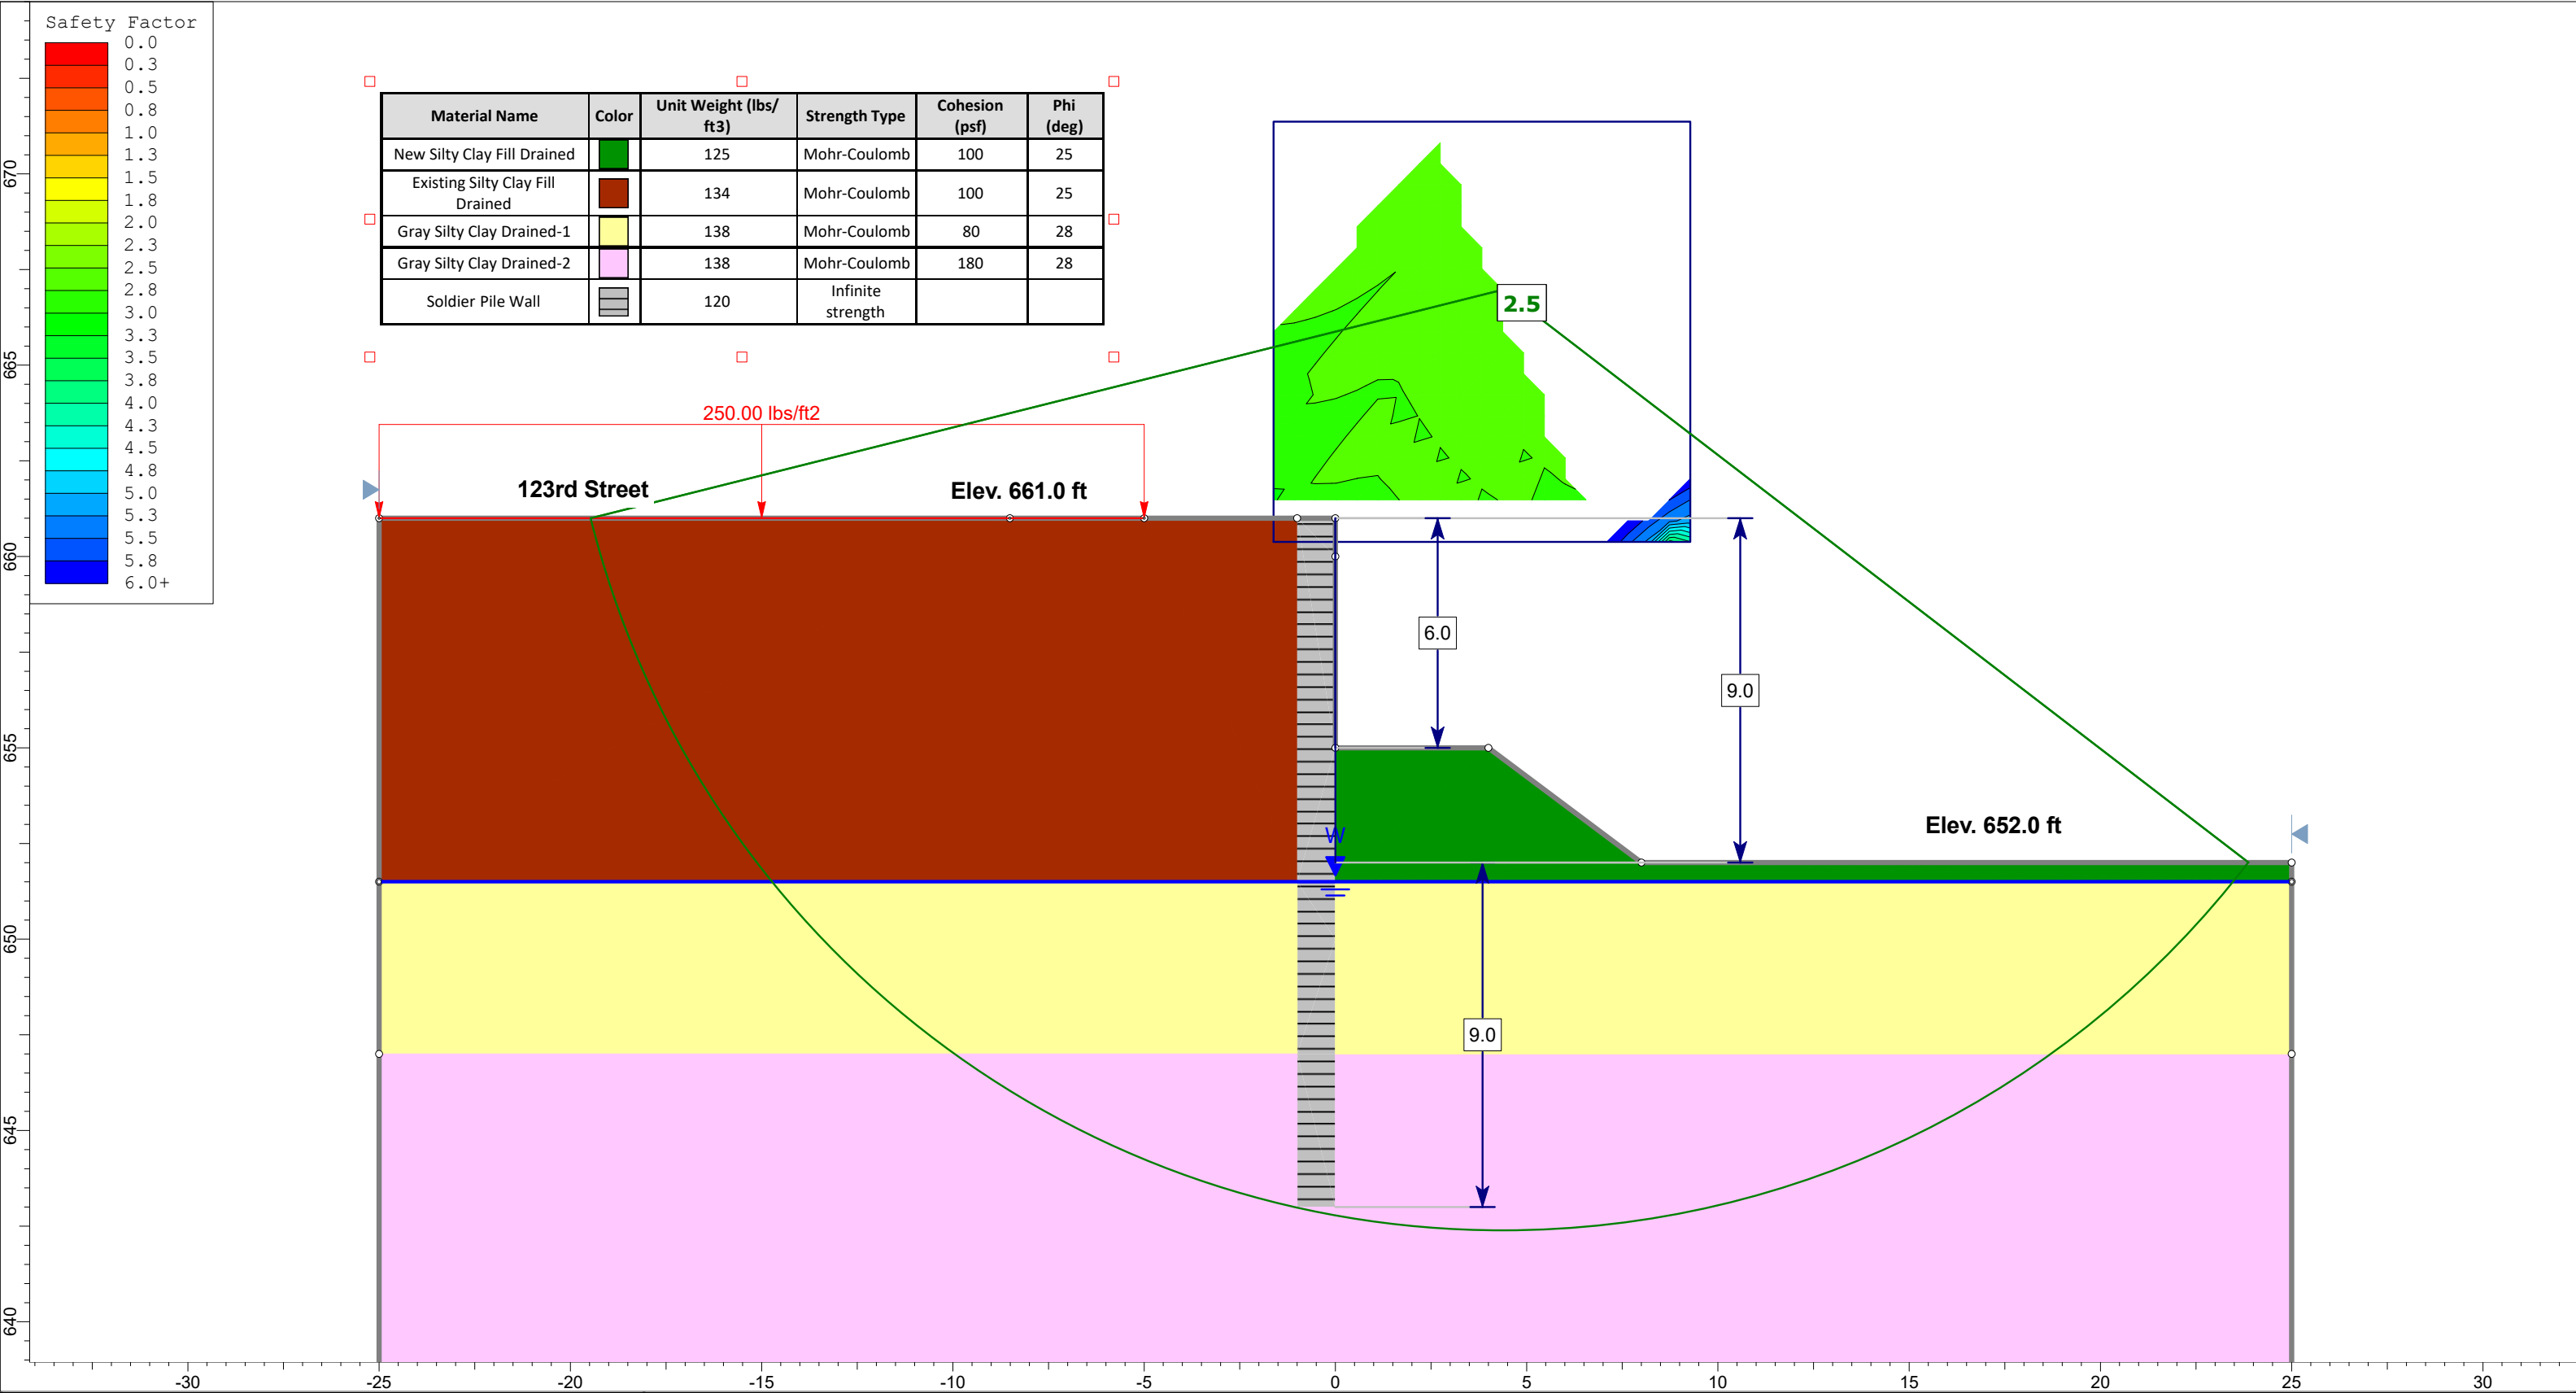 Safety Factor
0.0
0.3
0.5
0.8
1.0
1.3
1.5
1.8
2.0
2.3
2.5
2.8
3.0
3.3
3.5
3.8
4.0
4.3
4.5
4.8
5.0
5.3
5.5
5.8
6.0+
Material Name Color Unit Weight (lbs/ft3) Strength Type Cohesion (psf) Phi (deg)
New Silty Clay Fill Drained 125 Mohr-Coulomb 100 25
Existing Silty Clay Fill Drained 134 Mohr-Coulomb 100 25
Gray Silty Clay Drained-1 138 Mohr-Coulomb 80 28
Gray Silty Clay Drained-2 138 Mohr-Coulomb 180 28
Soldier Pile Wall 120 Infinite strength
2.5
250.00 lbs/ft2
123rd Street
Elev. 661.0 ft
6.0
9.0
Elev. 652.0 ft
W
9.0
670
665
660
655
650
645
640
-30 -25 -20 -15 -10 -5 0 5 10 15 20 25 30